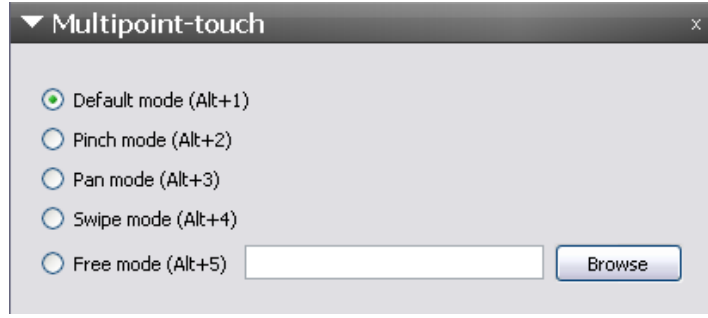 Multipoint-touch x
Default mode (Alt+1)
Pinch mode (Alt+2)
Pan mode (Alt+3)
Swipe mode (Alt+4)
Free mode (Alt+5) Browse